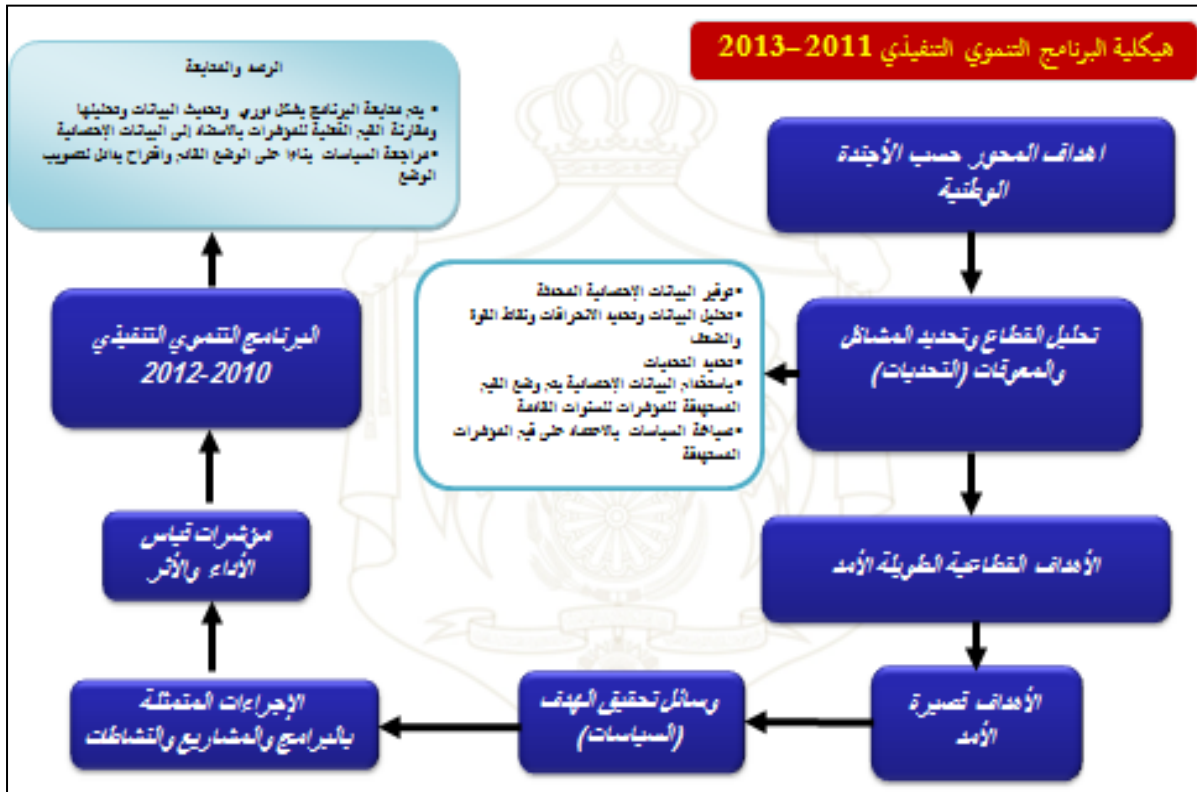 هيكلية البرنامج التنموي التنفيذي 2011-2013
اهداف المحور حسب الأجندة
الوطنية
تحليل القطاع وتحديد المشاكل
والمعوقات (التحديات)
▪توفير البيانات الإحصائية المحدثة
▪تحليل البيانات وتحديد الانحرافات ونقاط القوة
والضعف
▪تحديد التحديات
▪باستخدام البيانات الإحصائية يتم وضع القيم
المستهدفة للمؤشرات للسنوات القادمة
▪صياغة السياسات بالاعتماد على قيم المؤشرات
المستهدفة
الأهداف القطاعية الطويلة الأمد
الأهداف قصيرة
الأمد
وسائل تحقيق الهدف
(السياسات)
الإجراءات المتمثلة
بالبرامج والمشاريع والنشاطات
مؤشرات قياس
الأداء والأثر
البرنامج التنموي التنفيذي
2012-2010
الرصد والمتابعة
▪ يتم متابعة البرنامج بشكل دوري وتحديث البيانات وتحليلها
ومقارنة القيم الفعلية للمؤشرات بالاستناد إلى البيانات الإحصائية
▪مراجعة السياسات بناءا على الوضع القائم واقتراح بدائل لتصويب
الوضع